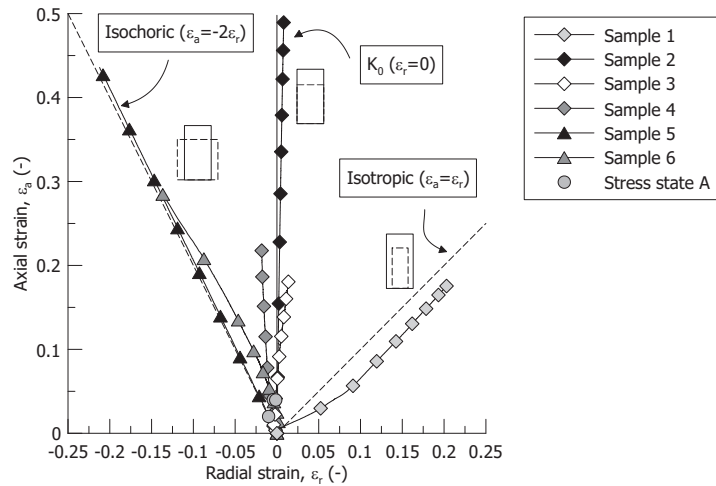 Isochoric (εa=-2εr)
K0 (εr=0)
Isotropic (εa=εr)
Sample 1
Sample 2
Sample 3
Sample 4
Sample 5
Sample 6
Stress state A
Axial strain, εa (-)
0.5
0.4
0.3
0.2
0.1
0
-0.25 -0.2 -0.15 -0.1 -0.05 0 0.05 0.1 0.15 0.2 0.25
Radial strain, εr (-)